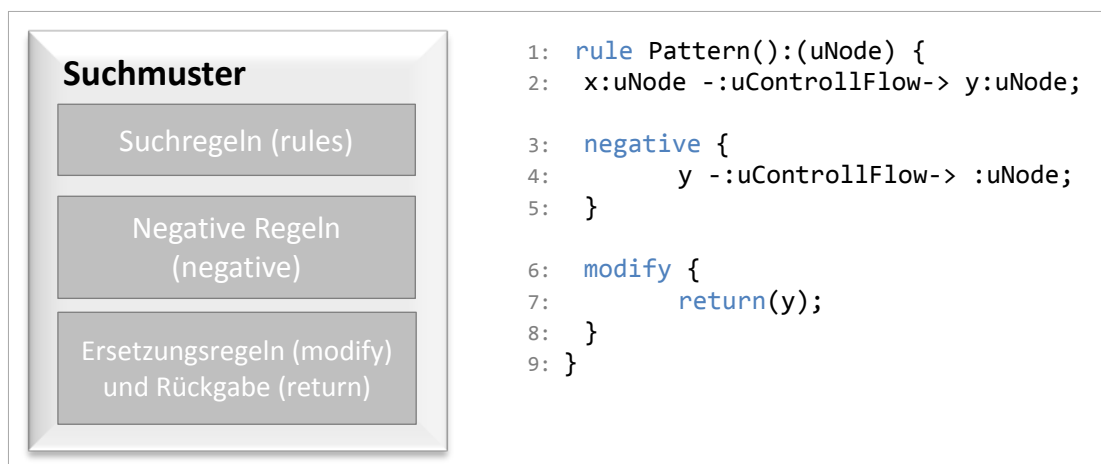 Suchmuster
Suchregeln (rules)
Negative Regeln
(negative)
Ersetzungsregeln (modify)
und Rückgabe (return)
1: rule Pattern():(uNode) {
2: x:uNode -:uControllFlow-> y:uNode;
3: negative {
4: y -:uControllFlow-> :uNode;
5: }
6: modify {
7: return(y);
8: }
9: }